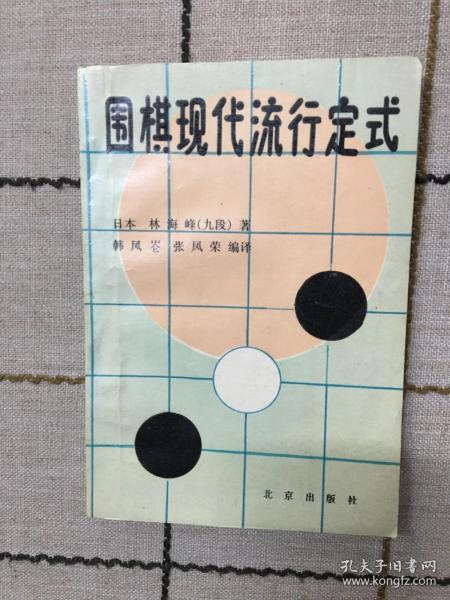 围棋现代流行定式
日本 林海峰(九段)著
韩凤岺 张凤荣 编译
北京出版社
孔夫子旧书网
www.kongfz.com